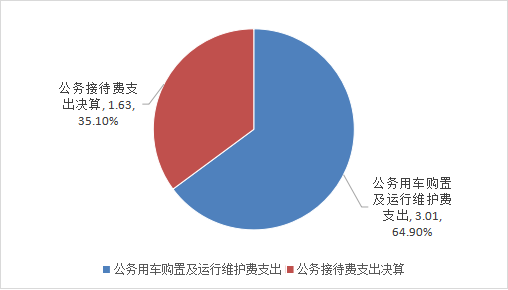 公务接待费支
出决算, 1.63,
35.10%
公务用车购置
及运行维护费
支出, 3.01,
64.90%
公务用车购置及运行维护费支出 公务接待费支出决算